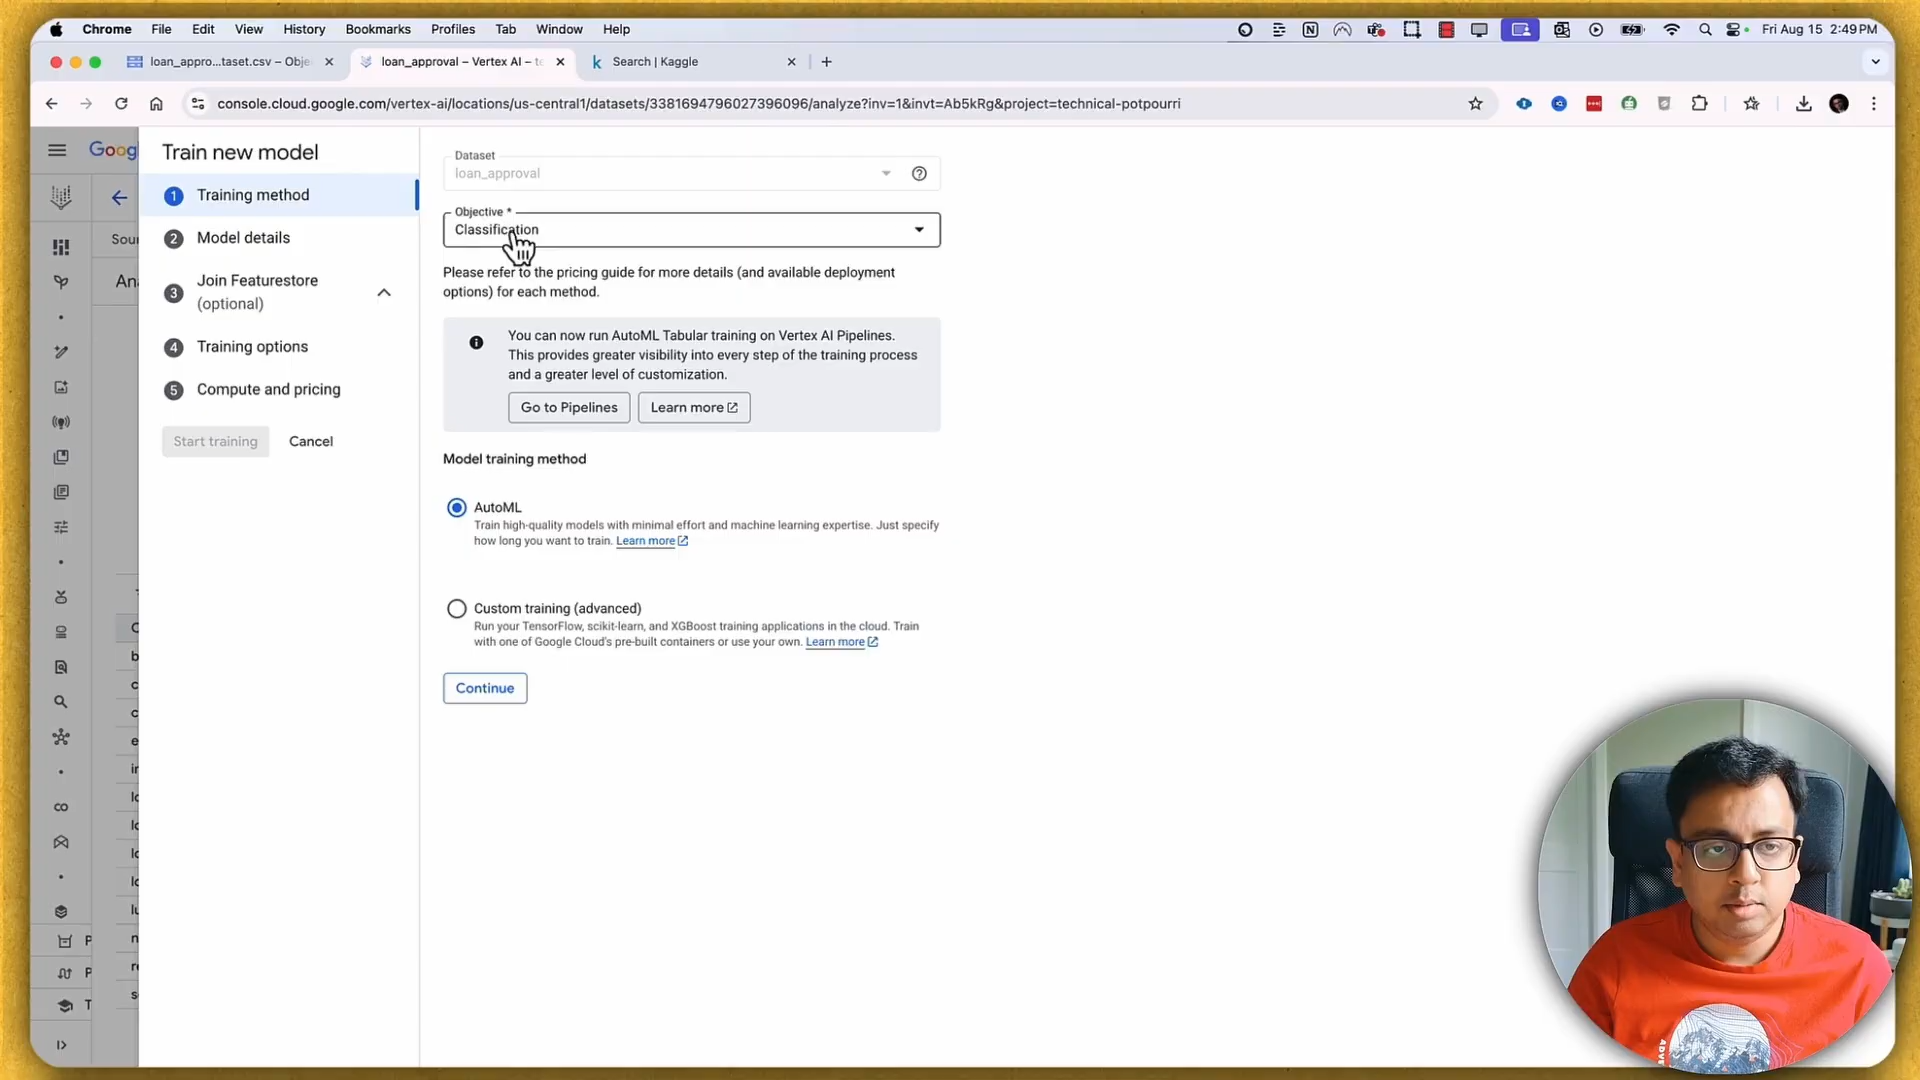 Chrome File Edit View History Bookmarks Profiles Tab Window Help Fri Aug 15 2:49 PM
loan_appro...taset.csv – Obje loan_approval – Vertex AI – te Search | Kaggle
console.cloud.google.com/vertex-ai/locations/us-central1/datasets/3381694796027396096/analyze?inv=1&invt=Ab5kRg&project=technical-potpourri
Goog
Sou
Ana
Train new model
1 Training method
2 Model details
3 Join Featurestore
(optional)
4 Training options
5 Compute and pricing
Start training Cancel
Dataset
loan_approval
Objective *
Classification
Please refer to the pricing guide for more details (and available deployment
options) for each method.
You can now run AutoML Tabular training on Vertex AI Pipelines.
This provides greater visibility into every step of the training process
and a greater level of customization.
Go to Pipelines Learn more
Model training method
AutoML
Train high-quality models with minimal effort and machine learning expertise. Just specify
how long you want to train. Learn more
Custom training (advanced)
Run your TensorFlow, scikit-learn, and XGBoost training applications in the cloud. Train
with one of Google Cloud's pre-built containers or use your own. Learn more
Continue